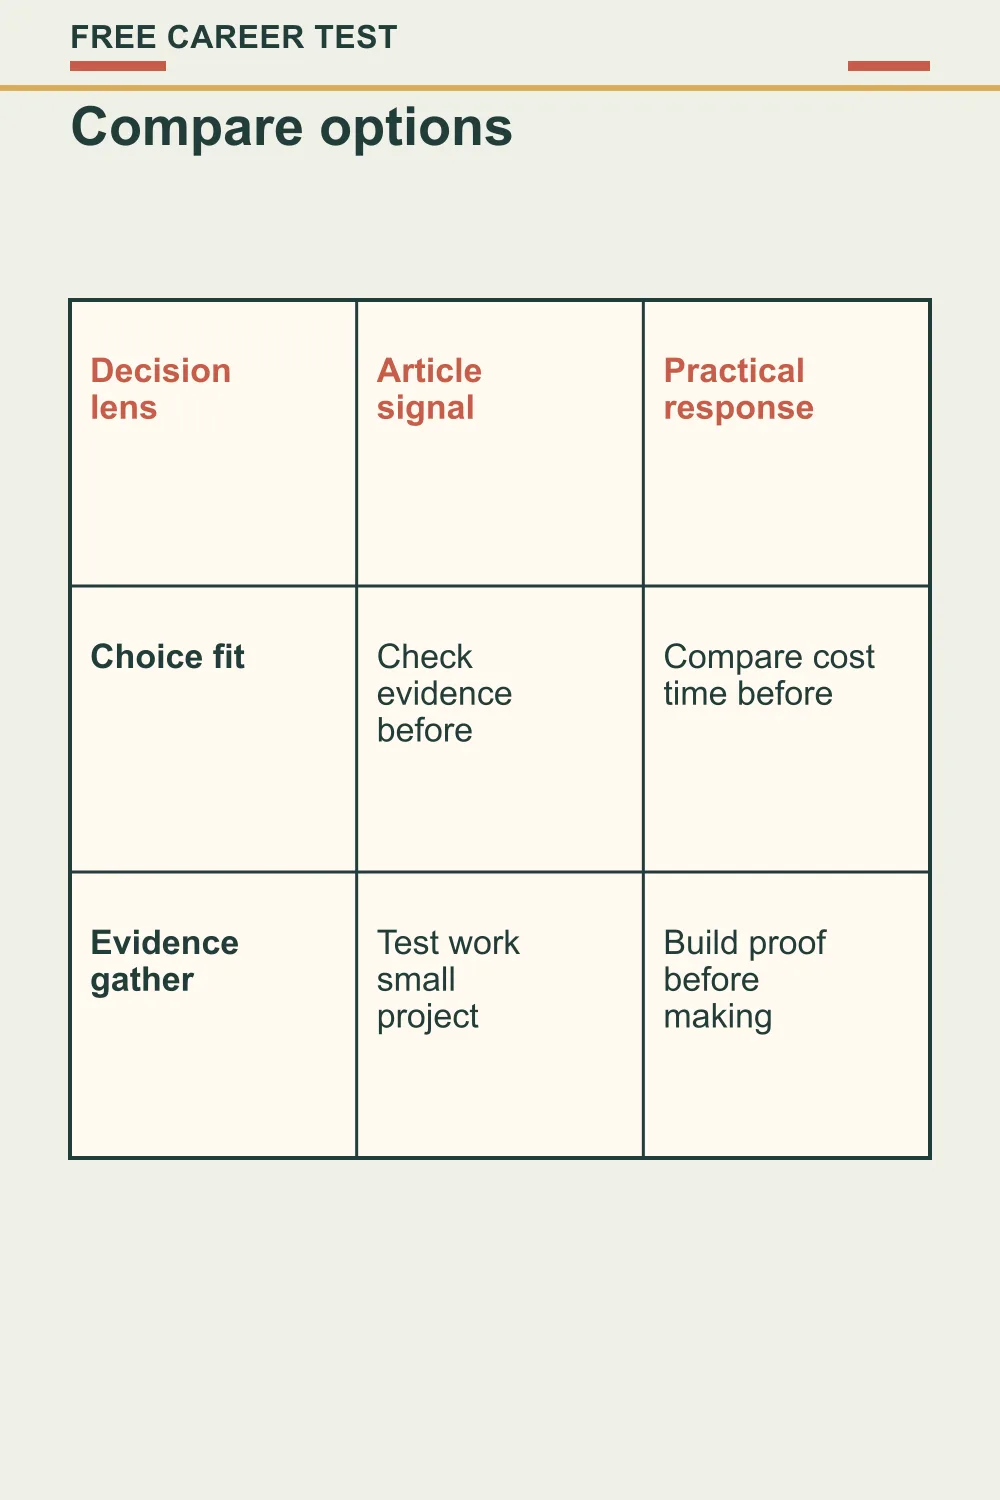 FREE CAREER TEST
Compare options
Decision
lens
Article
signal
Practical
response
Choice fit
Check
evidence
before
Compare cost
time before
Evidence
gather
Test work
small
project
Build proof
before
making